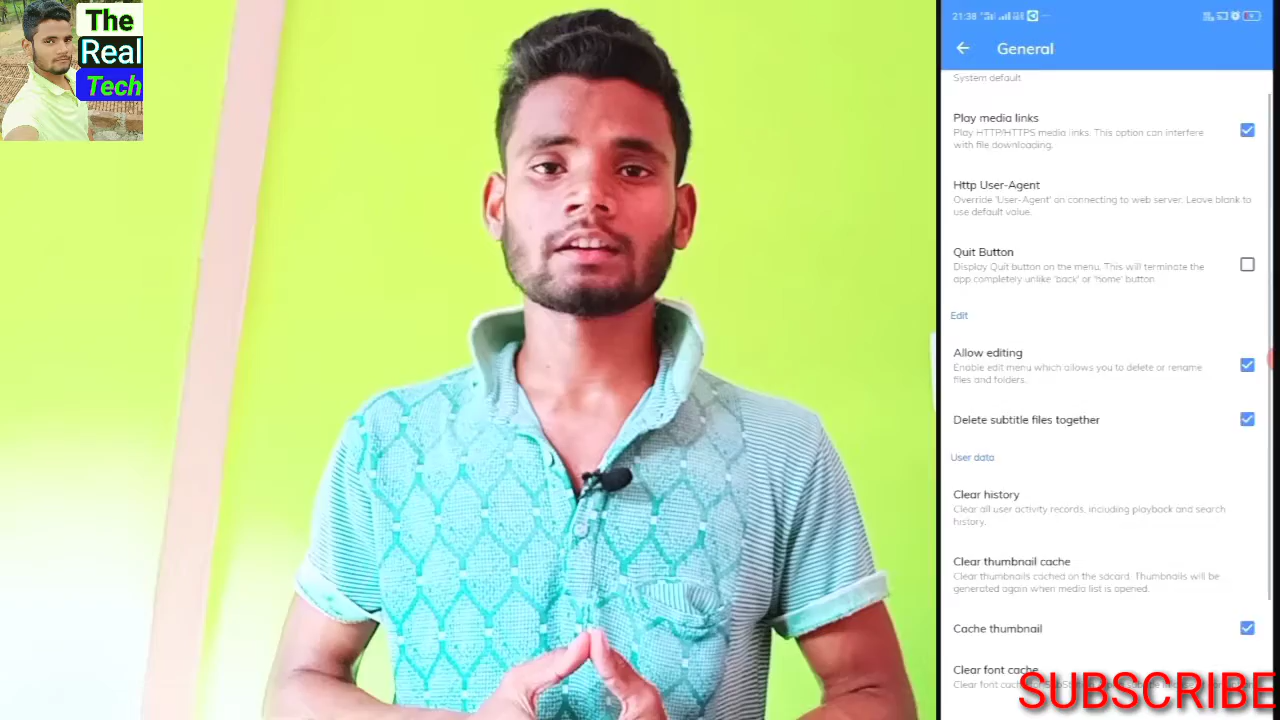 The
Real
Tech
21:38
General
System default
Play media links
Play HTTP/HTTPS media links. This option can interfere
with file downloading.
Http User-Agent
Override 'User-Agent' on connecting to web server. Leave blank to
use default value.
Quit Button
Display Quit button on the menu. This will terminate the
app completely unlike 'back' or 'home' button.
Edit
Allow editing
Enable edit menu which allows you to delete or rename
files and folders.
Delete subtitle files together
User data
Clear history
Clear all user activity records, including playback and search
history.
Clear thumbnail cache
Clear thumbnails cached on the sdcard. Thumbnails will be
generated again when media list is opened.
Cache thumbnail
Clear font cache
Clear font
SUBSCRIBE